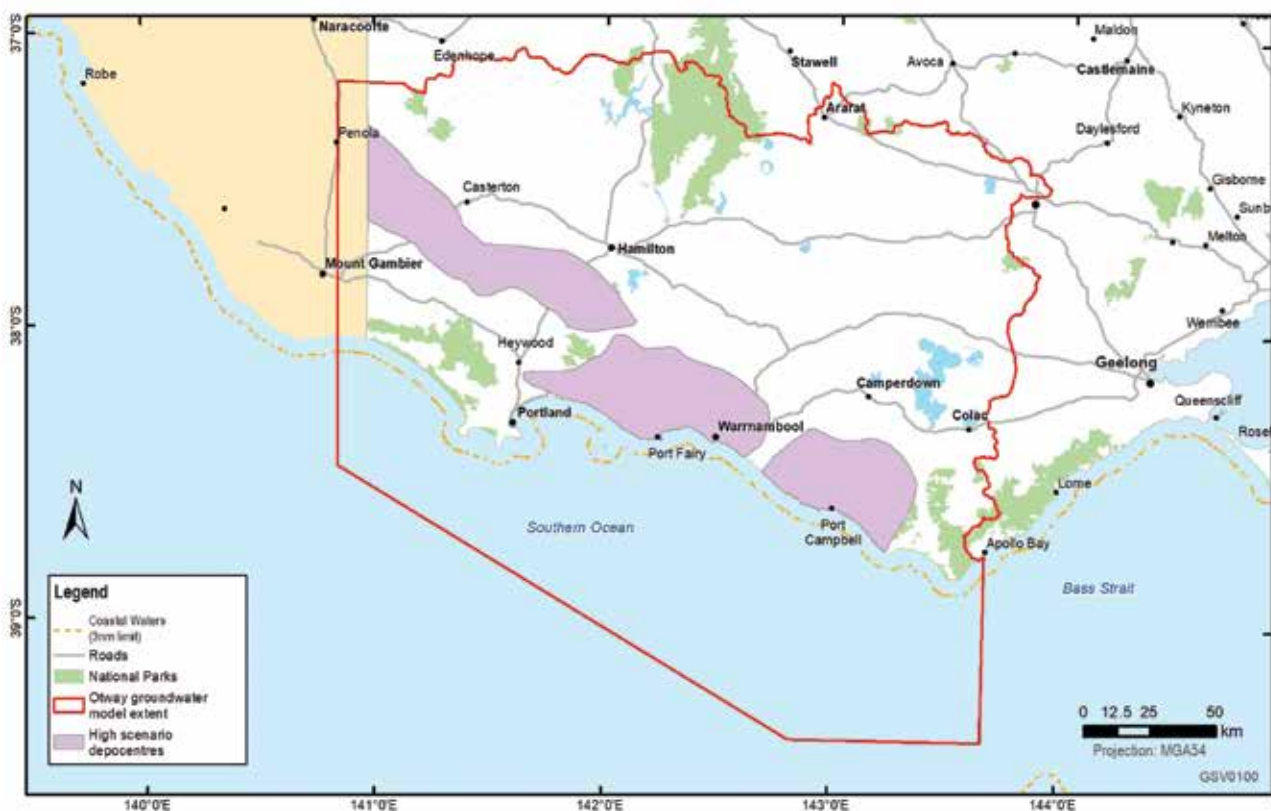 Naracoorte
Edenhope
Robe
Stawell
Avoca
Maldon
Castlemaine
Kyneton
Ararat
Daylesford
Penola
Casterton
Gisborne
Sunb
Hamilton
Melton
Mount Gambier
Werribee
Heywood
Geelong
Camperdown
Queenscliff
Portland
Warrnambool
Colac
Rosel
Port Fairy
Lorne
Port
Campbell
Apollo Bay
Southern Ocean
Bass Strait
N
37°0'S
38°0'S
39°0'S
Legend
Coastal Waters
(3nm limit)
Roads
National Parks
Otway groundwater
model extent
High scenario
depocentres
0 12.5 25 50
km
Projection: MGA54
GSV0100
140°0'E
141°0'E
142°0'E
143°0'E
144°0'E